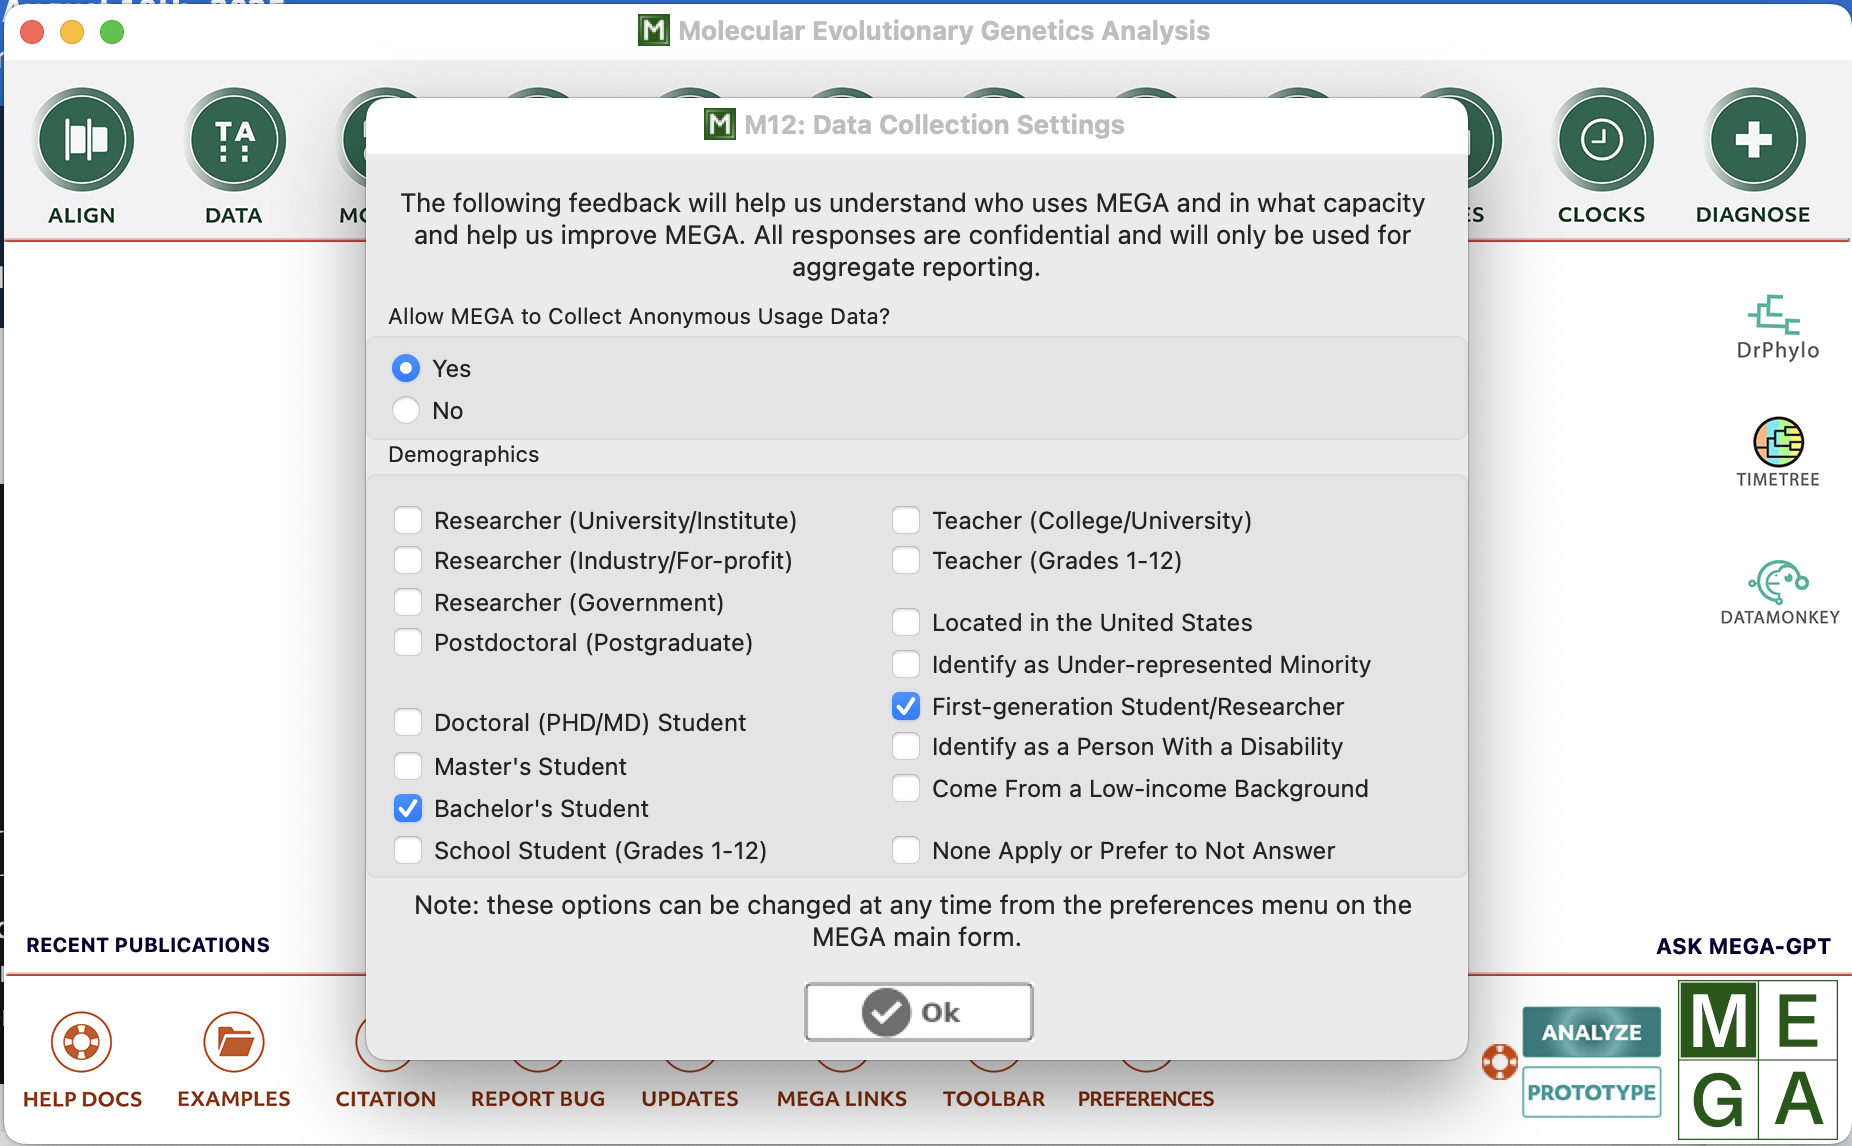 Molecular Evolutionary Genetics Analysis
ALIGN
DATA
CLOCKS
DIAGNOSE
M12: Data Collection Settings
The following feedback will help us understand who uses MEGA and in what capacity
and help us improve MEGA. All responses are confidential and will only be used for
aggregate reporting.
Allow MEGA to Collect Anonymous Usage Data?
Yes
No
Demographics
Researcher (University/Institute)
Researcher (Industry/For-profit)
Researcher (Government)
Postdoctoral (Postgraduate)
Doctoral (PHD/MD) Student
Master's Student
Bachelor's Student
School Student (Grades 1-12)
Teacher (College/University)
Teacher (Grades 1-12)
Located in the United States
Identify as Under-represented Minority
First-generation Student/Researcher
Identify as a Person With a Disability
Come From a Low-income Background
None Apply or Prefer to Not Answer
Note: these options can be changed at any time from the preferences menu on the
MEGA main form.
Ok
DrPhylo
TIMETREE
DATAMONKEY
RECENT PUBLICATIONS
ASK MEGA-GPT
HELP DOCS
EXAMPLES
CITATION
REPORT BUG
UPDATES
MEGA LINKS
TOOLBAR
PREFERENCES
ANALYZE
PROTOTYPE
M E
G A